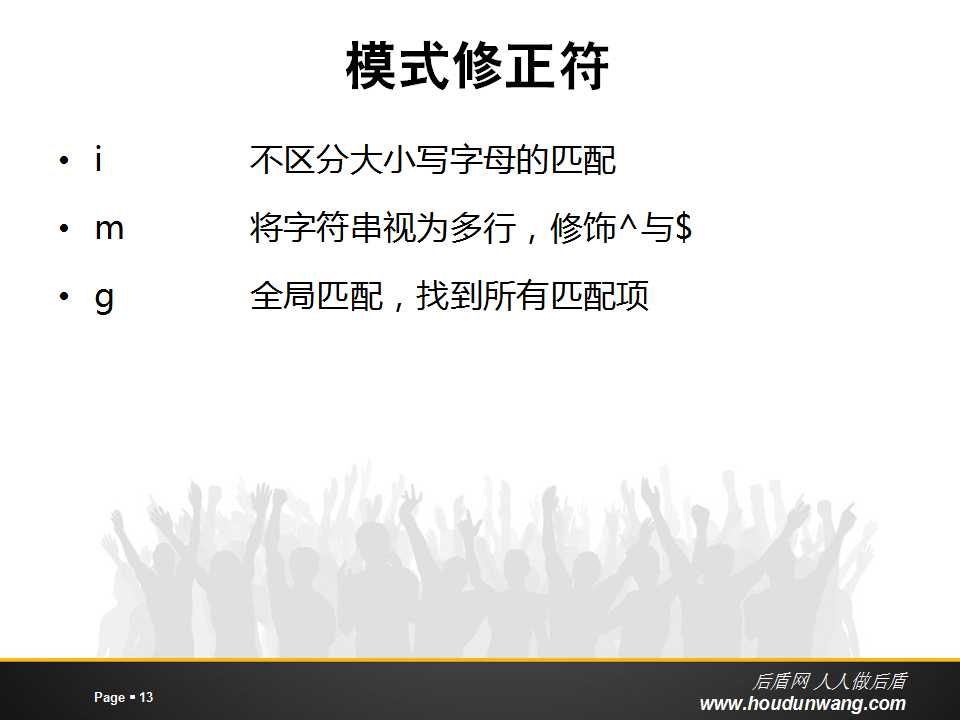 模式修正符
• i 不区分大小写字母的匹配
• m 将字符串视为多行，修饰^与$
• g 全局匹配，找到所有匹配项
Page ▪ 13
后盾网 人人做后盾
www.houdunwang.com